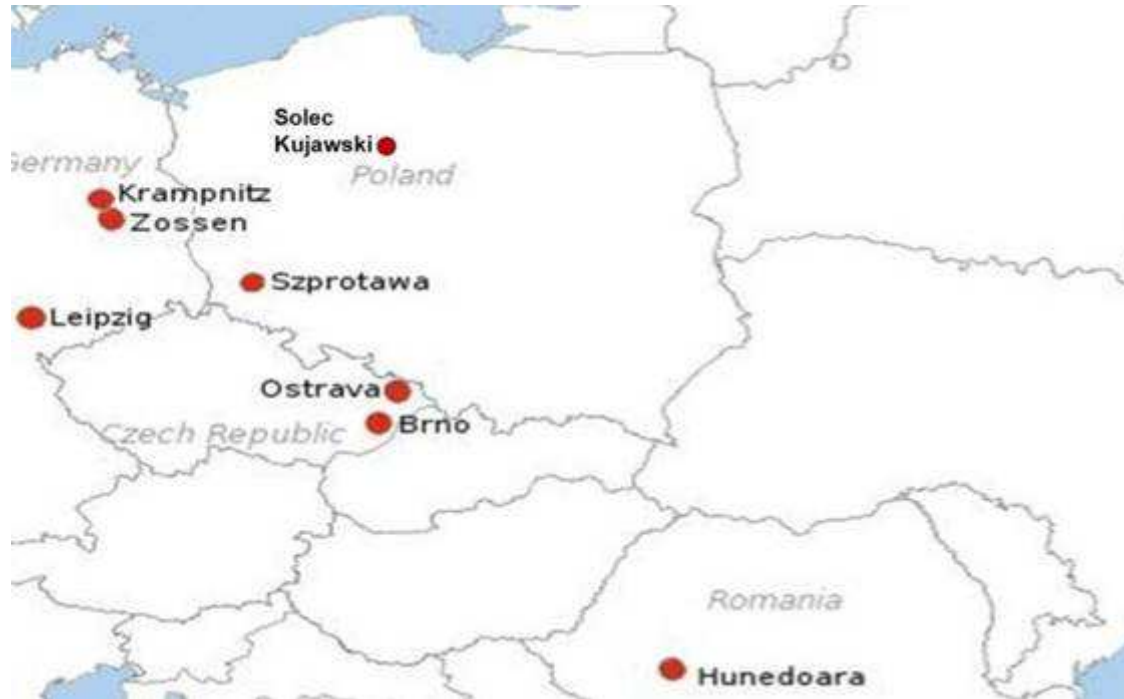 Solec
Kujawski
Germany
Poland
Krampnitz
Zossen
Szprotawa
Leipzig
Ostrava
Brno
Czech Republic
Romania
Hunedoara